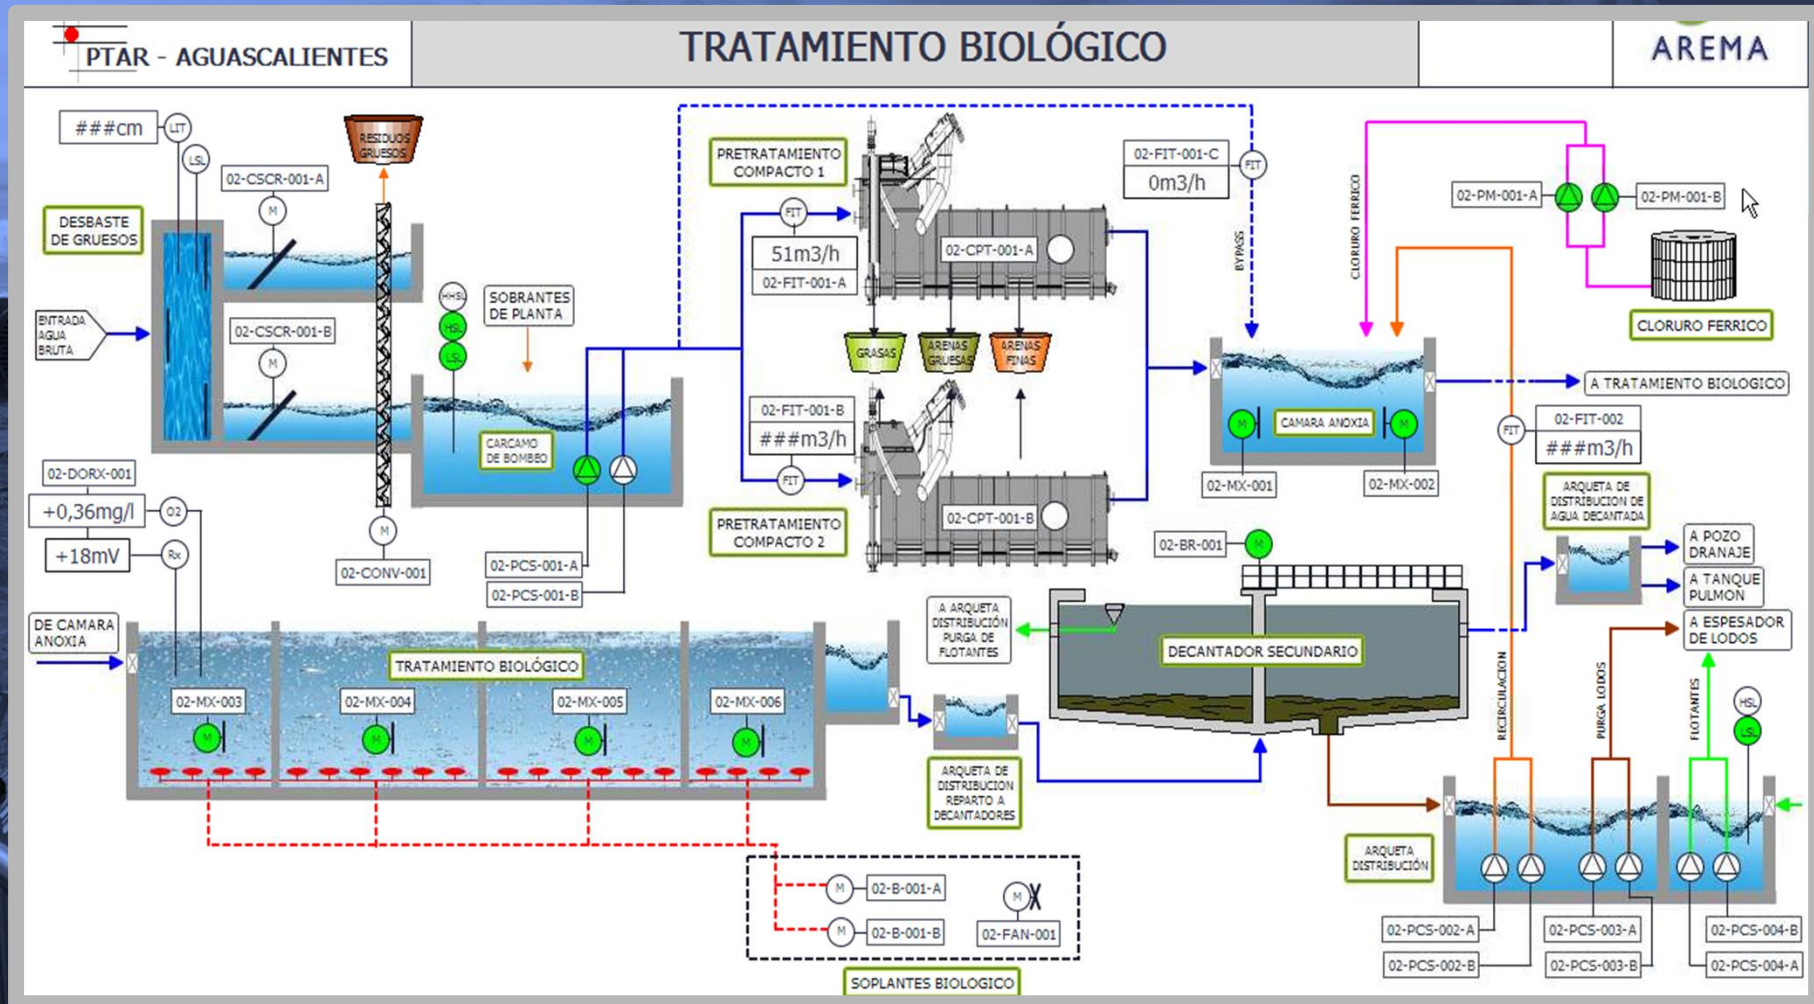 PTAR - AGUASCALIENTES
TRATAMIENTO BIOLÓGICO
AREMA
###cm
LIT
LSL
02-CSCR-001-A
M
RESIDUOS
GRUESOS
DESBASTE
DE GRUESOS
ENTRADA
AGUA
BRUTA
02-CSCR-001-B
M
HHSL
HSL
LSL
SOBRANTES
DE PLANTA
CARCAMO
DE BOMBEO
M
02-CONV-001
02-PCS-001-A
02-PCS-001-B
PRETRATAMIENTO
COMPACTO 1
FIT
51m3/h
02-FIT-001-A
02-CPT-001-A
GRASAS
ARENAS
GRUESAS
ARENAS
FINAS
02-FIT-001-B
###m3/h
FIT
PRETRATAMIENTO
COMPACTO 2
02-CPT-001-B
02-FIT-001-C
0m3/h
FIT
BYPASS
CLORURO FERRICO
02-PM-001-A
02-PM-001-B
CLORURO FERRICO
A TRATAMIENTO BIOLOGICO
M
CAMARA ANOXIA
M
02-MX-001
02-MX-002
FIT
02-FIT-002
###m3/h
ARQUETA DE
DISTRIBUCION DE
AGUA DECANTADA
A POZO
DRANAJE
A TANQUE
PULMON
A ESPESADOR
DE LODOS
02-DORX-001
+0,36mg/l
O2
+18mV
Rx
DE CAMARA
ANOXIA
TRATAMIENTO BIOLÓGICO
02-MX-003
M
02-MX-004
M
02-MX-005
M
02-MX-006
M
A ARQUETA
DISTRIBUCIÓN
PURGA DE
FLOTANTES
02-BR-001
M
DECANTADOR SECUNDARIO
ARQUETA DE
DISTRIBUCION
REPARTO A
DECANTADORES
RECIRCULACION
PURGA LODOS
FLOTANTES
HSL
LSL
ARQUETA
DISTRIBUCIÓN
02-PCS-002-A
02-PCS-002-B
02-PCS-003-A
02-PCS-003-B
02-PCS-004-B
02-PCS-004-A
M
02-B-001-A
M
02-B-001-B
M
02-FAN-001
SOPLANTES BIOLOGICO